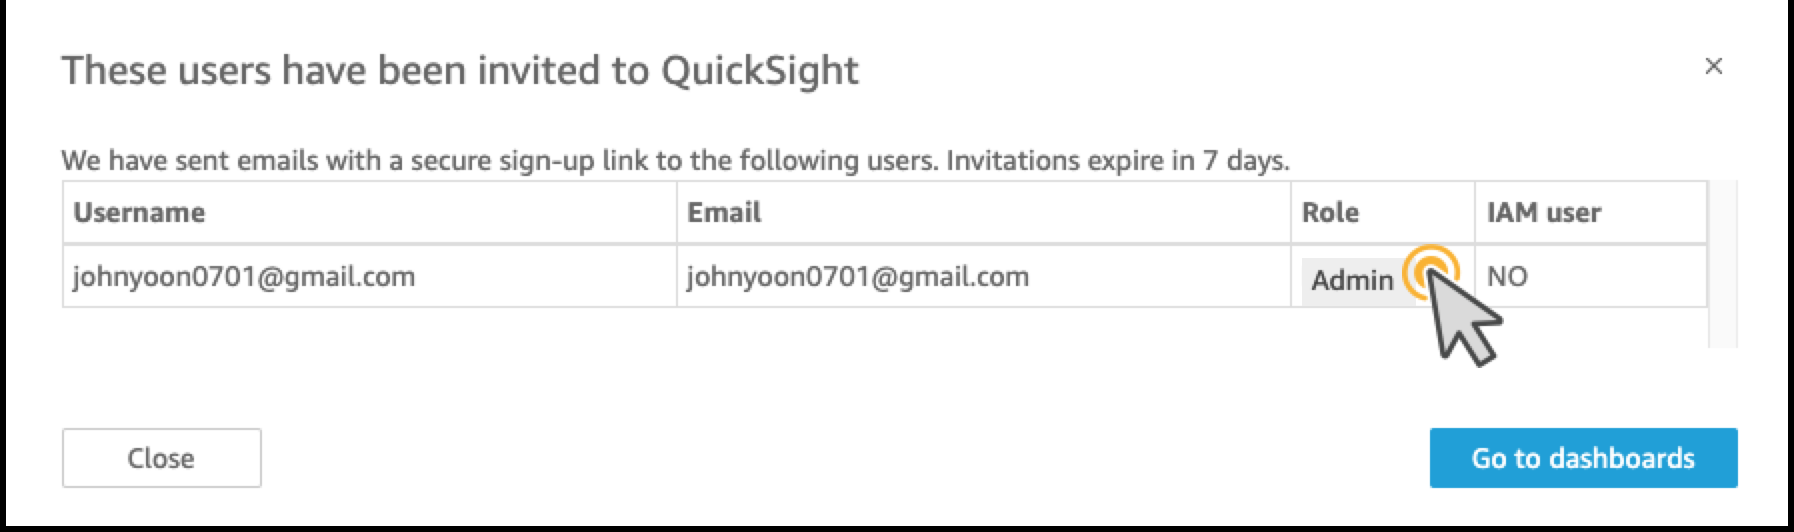 These users have been invited to QuickSight
We have sent emails with a secure sign-up link to the following users. Invitations expire in 7 days.
Username Email Role IAM user
johnyoon0701@gmail.com johnyoon0701@gmail.com Admin NO
Close Go to dashboards